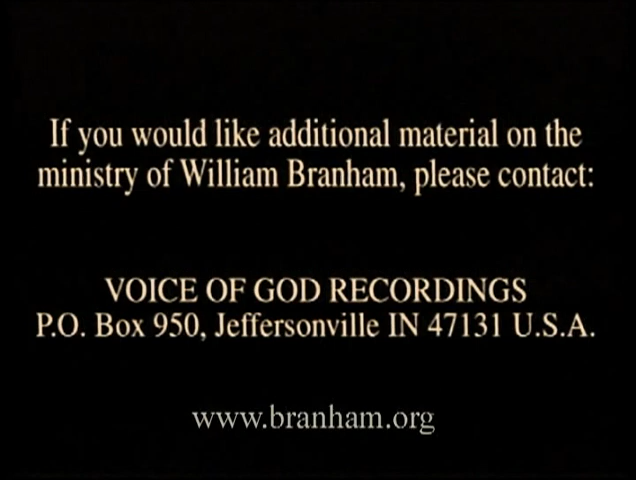 If you would like additional material on the
ministry of William Branham, please contact:
VOICE OF GOD RECORDINGS
P.O. Box 950, Jeffersonville IN 47131 U.S.A.
www.branham.org